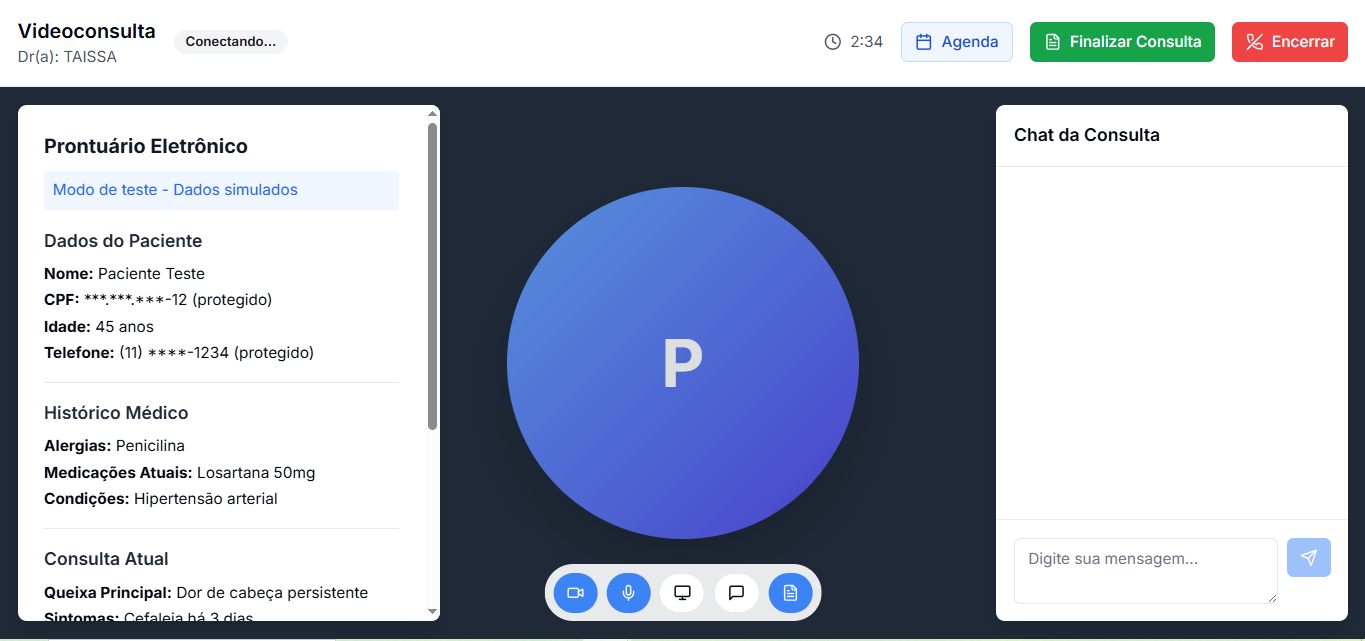 Videoconsulta
Dr(a): TAISSA
Conectando...
2:34
Agenda
Finalizar Consulta
Encerrar
Prontuário Eletrônico
Modo de teste - Dados simulados
Dados do Paciente
Nome: Paciente Teste
CPF: ***.***.***-12 (protegido)
Idade: 45 anos
Telefone: (11) ****-1234 (protegido)
Histórico Médico
Alergias: Penicilina
Medicações Atuais: Losartana 50mg
Condições: Hipertensão arterial
Consulta Atual
Queixa Principal: Dor de cabeça persistente
Sintomas: Cefaleia há 3 dias
P
Chat da Consulta
Digite sua mensagem...